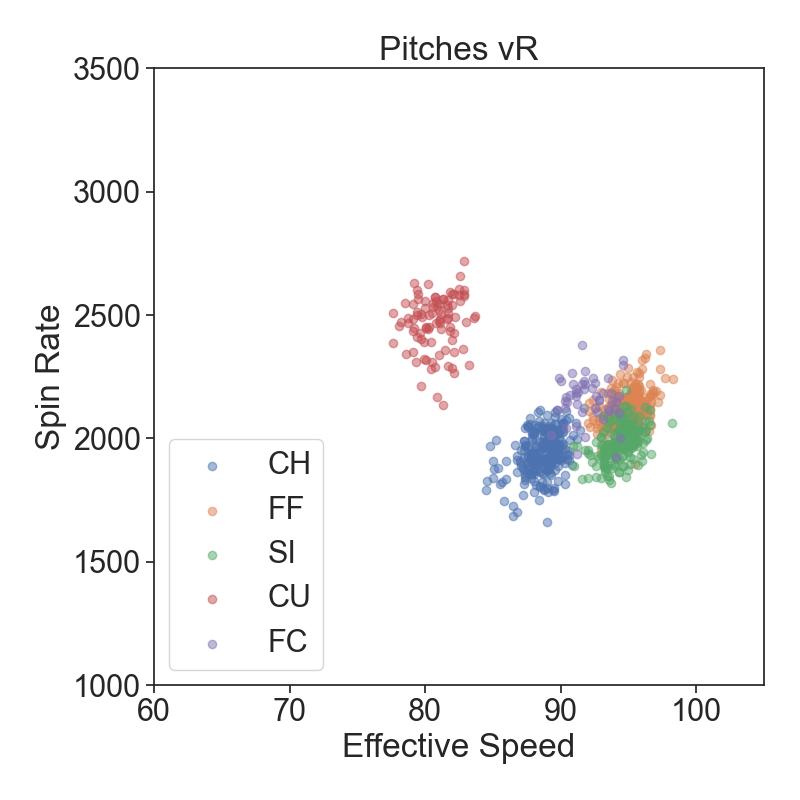 Pitches vR
3500
3000
2500
2000
1500
1000
Spin Rate
CH
FF
SI
CU
FC
60 70 80 90 100
Effective Speed